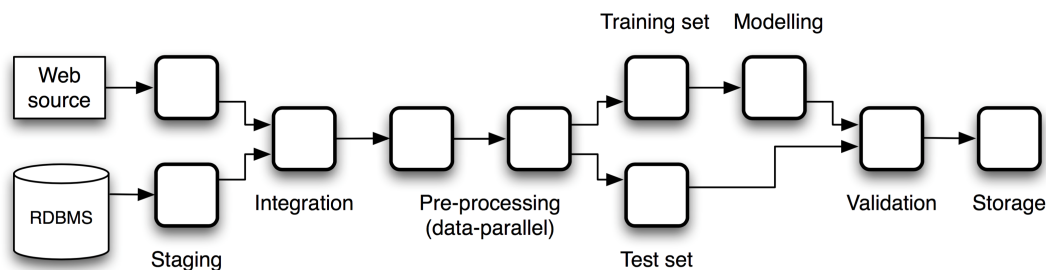 Training set
Modelling
Web
source
RDBMS
Integration
Pre-processing
(data-parallel)
Validation
Storage
Staging
Test set